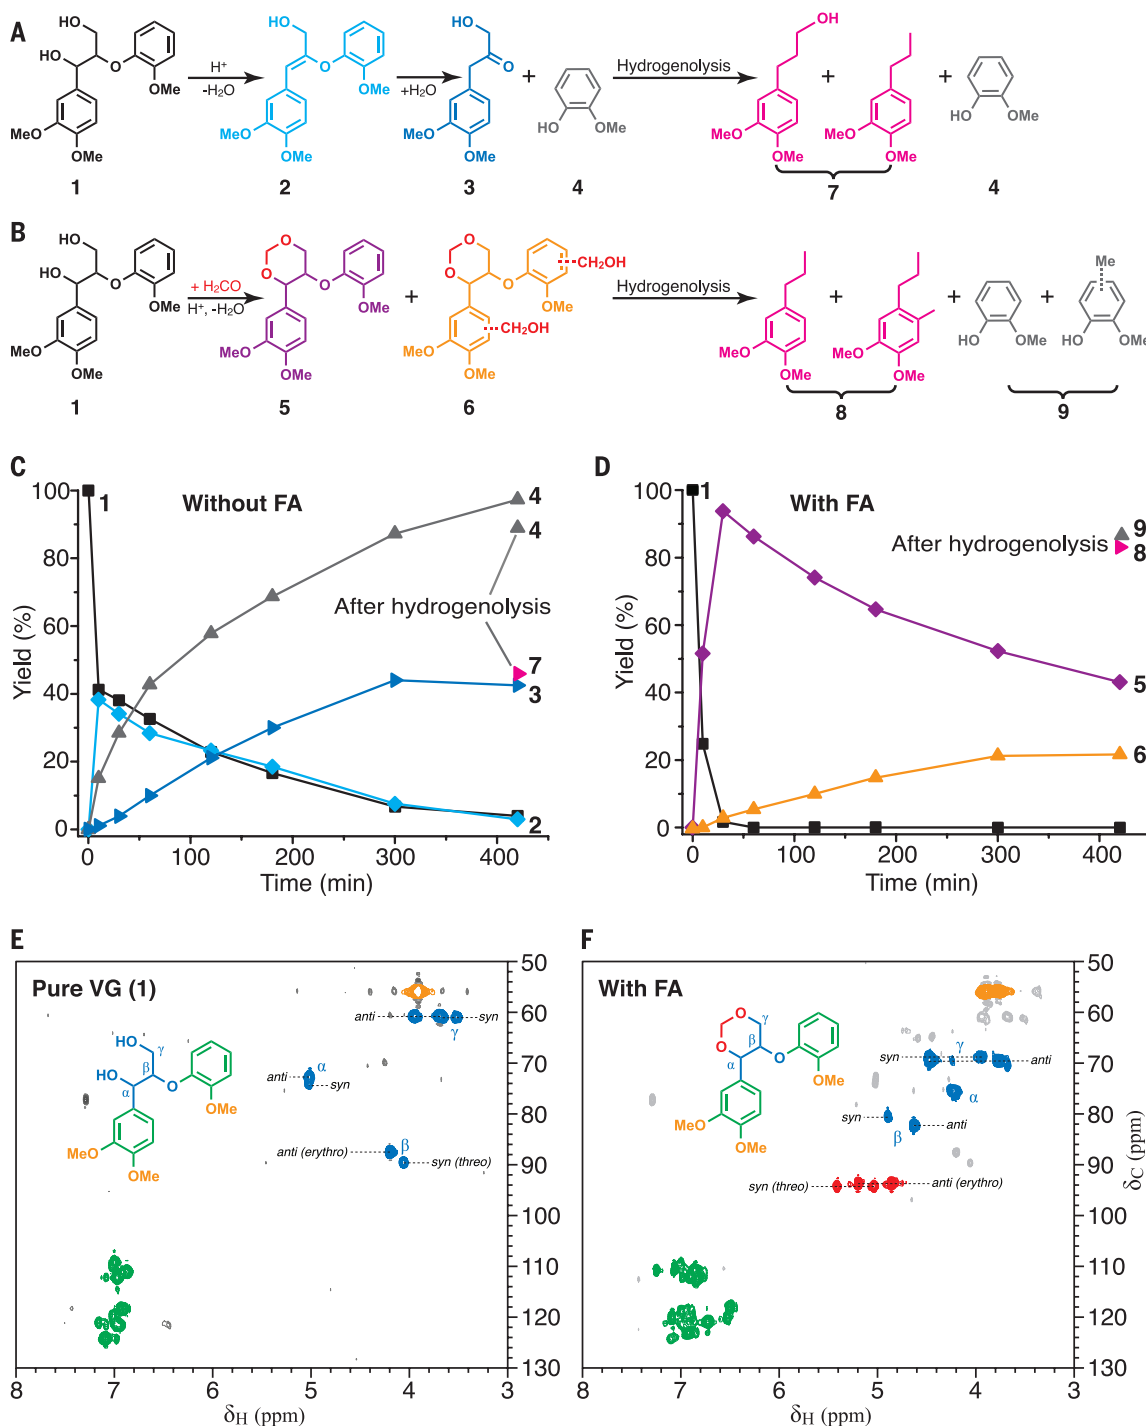 A
HO
HO
O
OMe
MeO
OMe
1
H+
-H₂O
HO
O
OMe
MeO
OMe
2
+H₂O
HO
O
MeO
OMe
3
+
HO
OMe
4
Hydrogenolysis
OH
MeO
OMe
+
MeO
OMe
7
+
HO
OMe
4
B
HO
HO
O
OMe
MeO
OMe
1
+ H₂CO
H+, -H₂O
O
O
O
OMe
MeO
OMe
5
+
O
O
O
CH₂OH
OMe
CH₂OH
MeO
OMe
6
Hydrogenolysis
MeO
OMe
+
MeO
OMe
8
+
HO
OMe
+
Me
HO
OMe
9
C
Without FA
Yield (%)
100
80
60
40
20
0
0
100
200
300
400
Time (min)
1
4
4
After hydrogenolysis
7
3
2
D
With FA
Yield (%)
100
80
60
40
20
0
0
100
200
300
400
Time (min)
1
After hydrogenolysis
9
8
5
6
E
Pure VG (1)
HO
γ
HO
β
α
O
OMe
MeO
OMe
anti
γ
syn
anti
α
syn
anti (erythro)
β
syn (threo)
50
60
70
80
90
100
110
120
130
8
7
6
5
4
3
δH (ppm)
F
With FA
O
γ
O
β
α
O
OMe
MeO
OMe
syn
γ
anti
α
syn
β
anti
syn (threo)
anti (erythro)
50
60
70
80
90
100
110
120
130
δC (ppm)
8
7
6
5
4
3
δH (ppm)